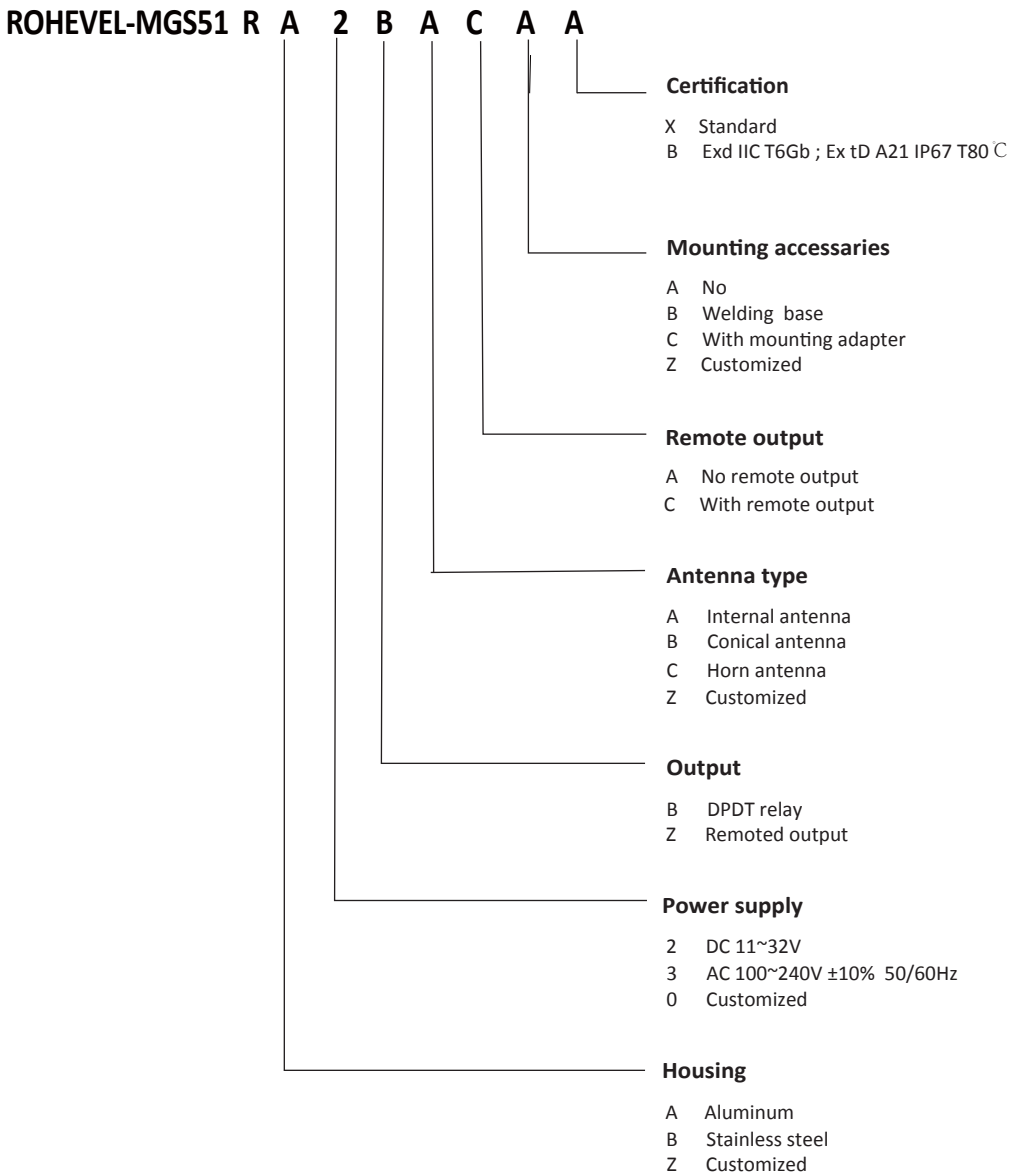 ROHEVEL-MGS51 R A 2 B A C A A
Certification
X Standard
B Exd IIC T6Gb ; Ex tD A21 IP67 T80℃
Mounting accessaries
A No
B Welding base
C With mounting adapter
Z Customized
Remote output
A No remote output
C With remote output
Antenna type
A Internal antenna
B Conical antenna
C Horn antenna
Z Customized
Output
B DPDT relay
Z Remoted output
Power supply
2 DC 11~32V
3 AC 100~240V ±10% 50/60Hz
0 Customized
Housing
A Aluminum
B Stainless steel
Z Customized